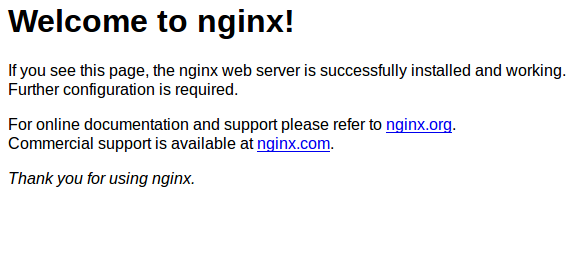 Welcome to nginx!
If you see this page, the nginx web server is successfully installed and working.
Further configuration is required.
For online documentation and support please refer to nginx.org.
Commercial support is available at nginx.com.
Thank you for using nginx.